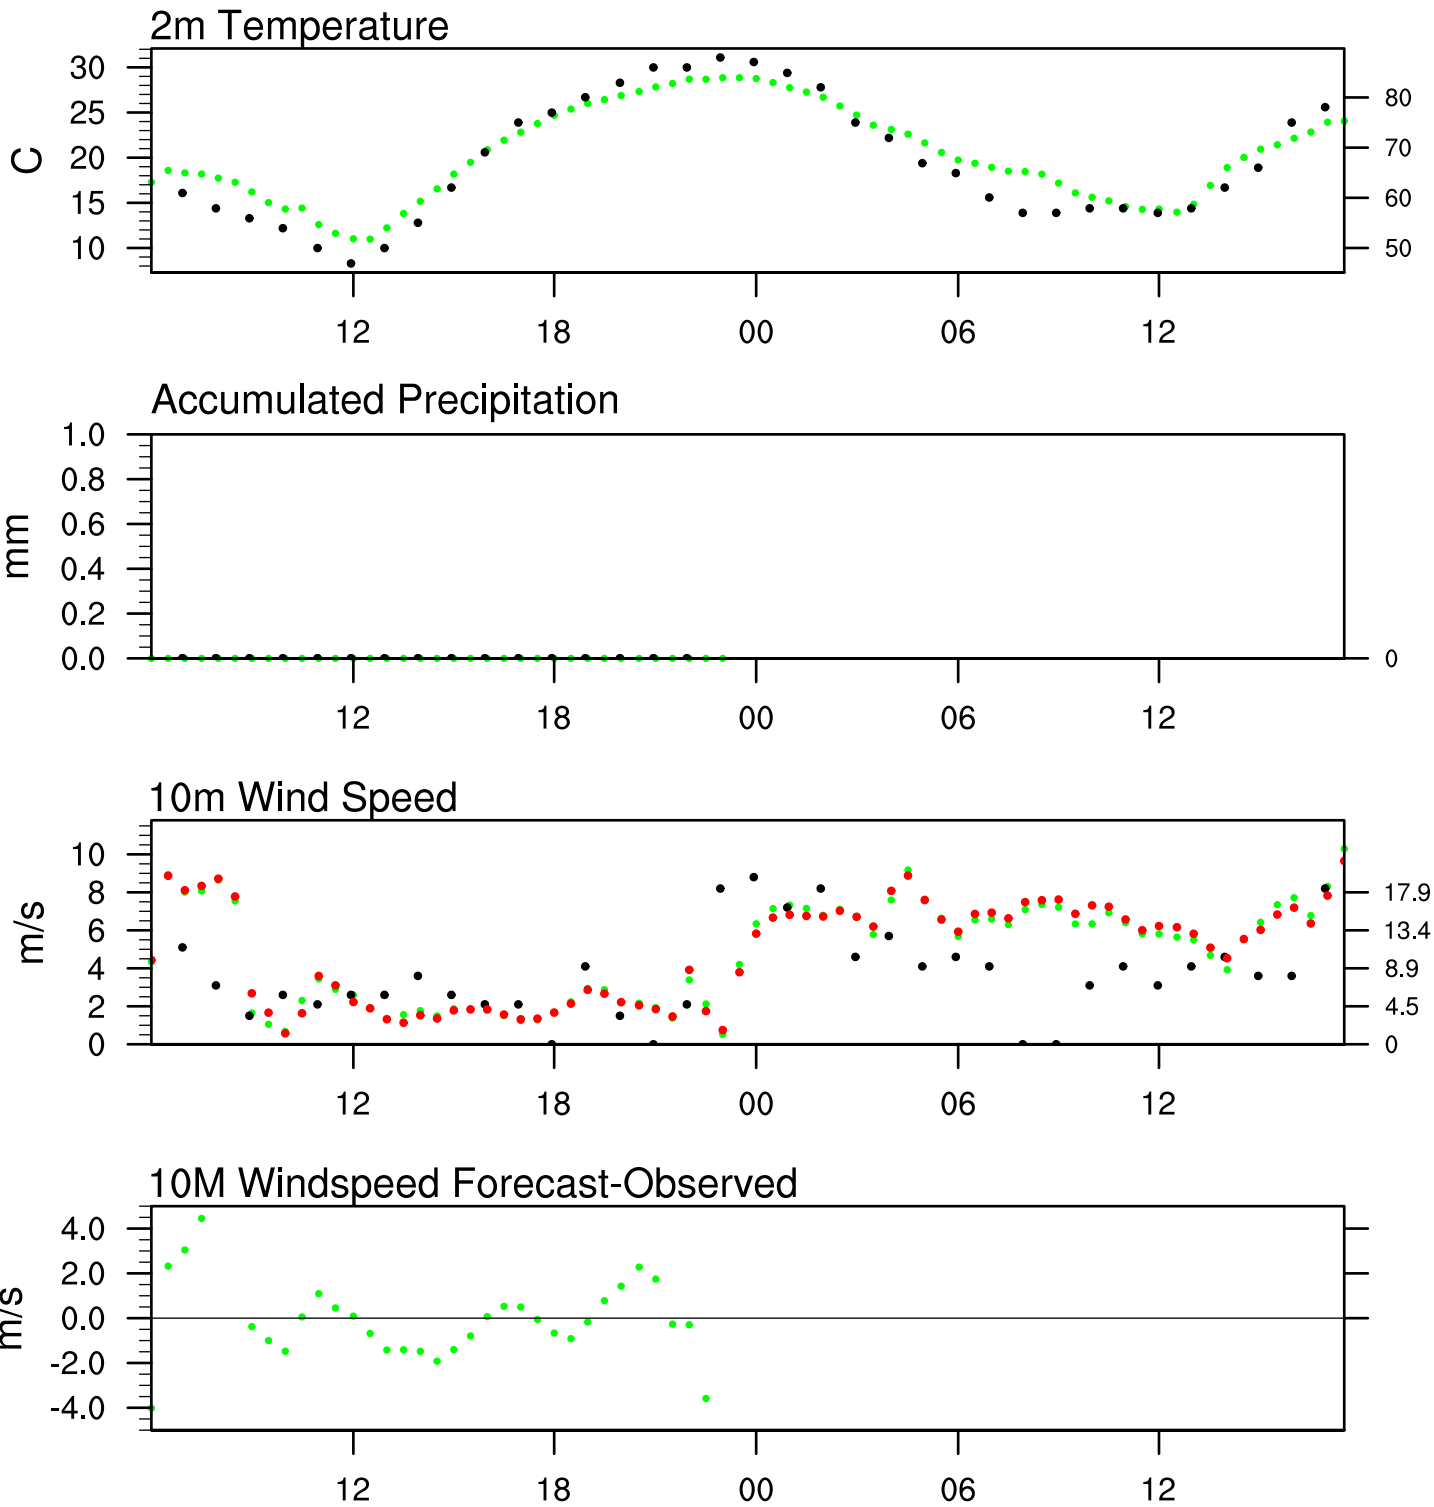 2m Temperature
30
25
20
15
10
C
80
70
60
50
12 18 00 06 12
Accumulated Precipitation
1.0
0.8
0.6
0.4
0.2
0.0
mm
0
12 18 00 06 12
10m Wind Speed
10
8
6
4
2
0
m/s
17.9
13.4
8.9
4.5
0
12 18 00 06 12
10M Windspeed Forecast-Observed
4.0
2.0
0.0
-2.0
-4.0
m/s
12 18 00 06 12